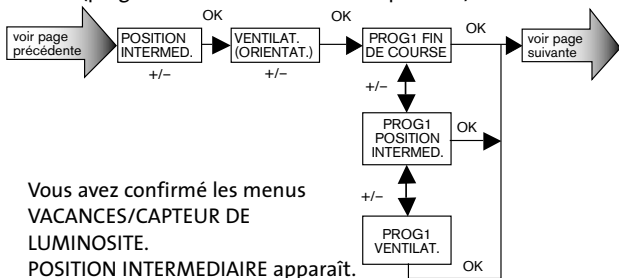 OK
OK
voir page
précédente
POSITION
INTERMED.
VENTILAT.
(ORIENTAT.)
PROG1 FIN
DE COURSE
OK
voir page
suivante
+/–
+/–
+/–
PROG1
POSITION
INTERMED.
OK
+/–
PROG1
VENTILAT.
OK
Vous avez confirmé les menus
VACANCES/CAPTEUR DE
LUMINOSITE.
POSITION INTERMEDIAIRE apparaît.